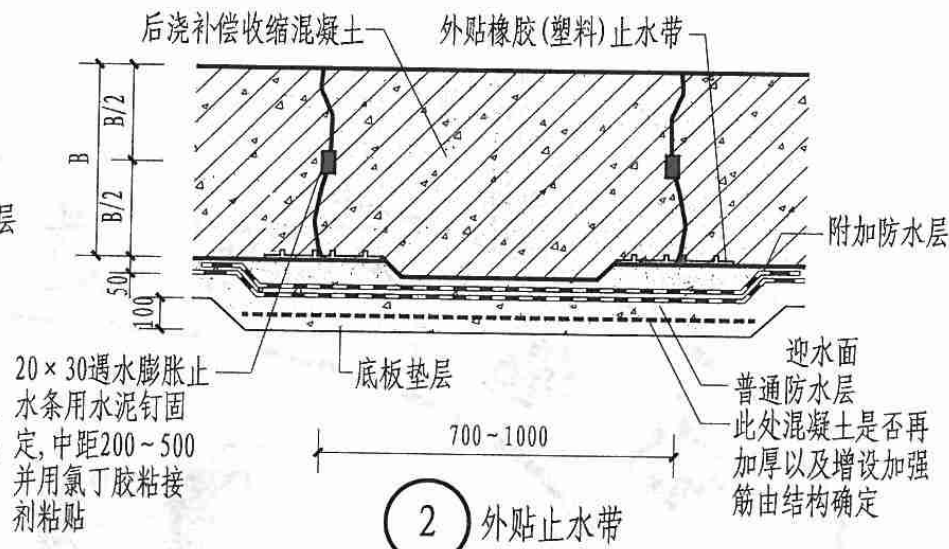 后浇补偿收缩混凝土
外贴橡胶(塑料)止水带
B/2
B
B/2
层
附加防水层
50
100
20×30遇水膨胀止
水条用水泥钉固
定,中距200~500
并用氯丁胶粘接
剂粘贴
底板垫层
700~1000
迎水面
普通防水层
此处混凝土是否再
加厚以及增设加强
筋由结构确定
2 外贴止水带